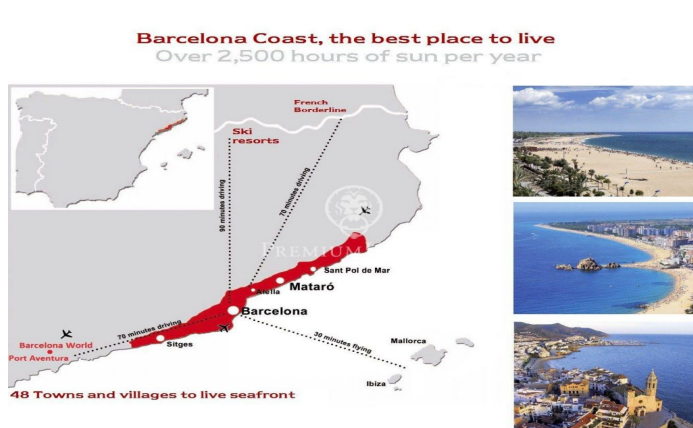 Barcelona Coast, the best place to live
Over 2,500 hours of sun per year
French
Borderline
Ski
resorts
90 minutes driving
70 minutes driving
PREMIUM
Sant Pol de Mar
Mataró
Alella
Barcelona
70 minutes driving
30 minutes flying
Sitges
Mallorca
Barcelona World
Port Aventura
Ibiza
48 Towns and villages to live seafront